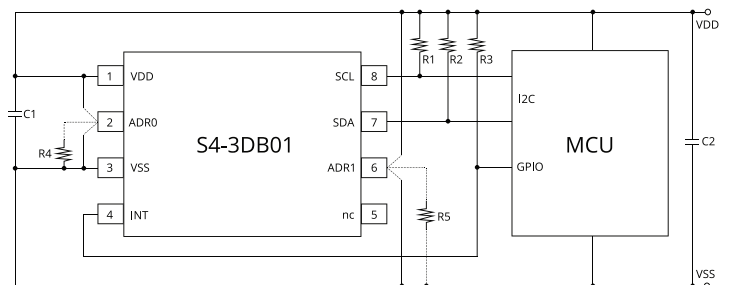 VDD
R1
R2
R3
1
VDD
SCL
8
C1
I2C
2
ADR0
SDA
7
S4-3DB01
MCU
C2
R4
3
VSS
ADR1
6
GPIO
4
INT
nc
5
R5
VSS